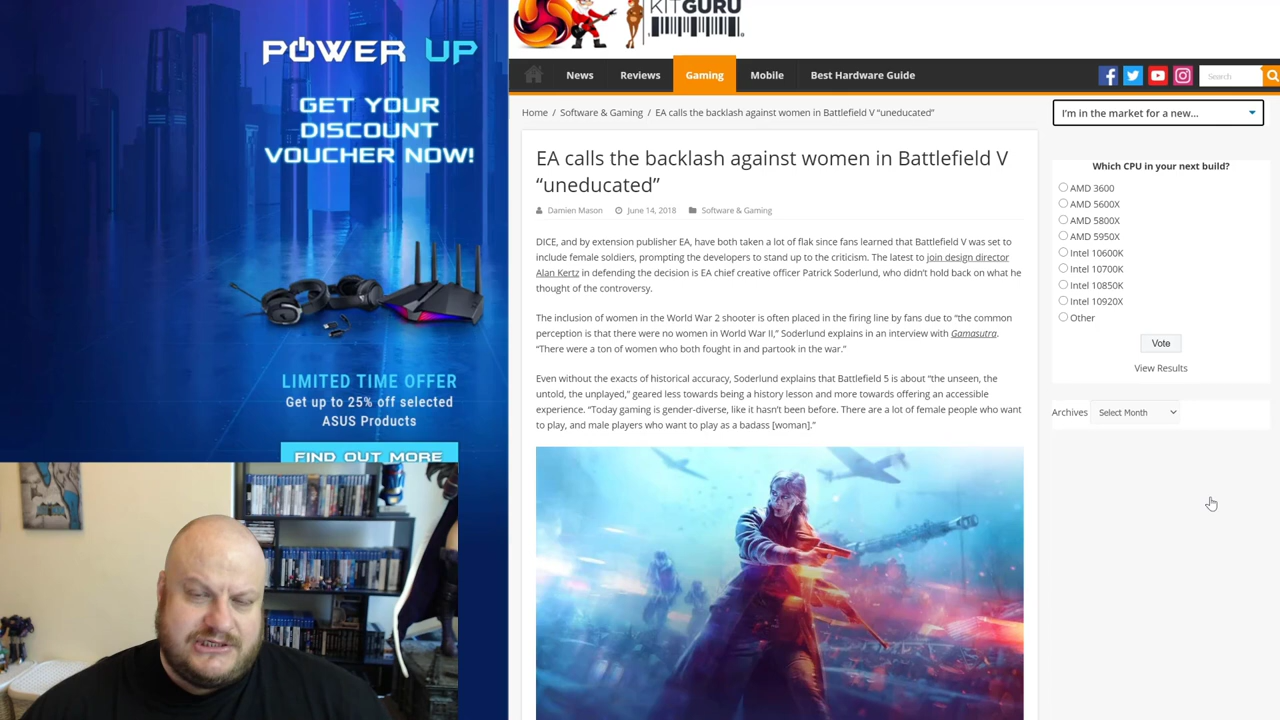 POWER UP
GET YOUR
DISCOUNT
VOUCHER NOW!
LIMITED TIME OFFER
Get up to 25% off selected
ASUS Products
FIND OUT MORE
KITGURU
News
Reviews
Gaming
Mobile
Best Hardware Guide
Search
Home / Software & Gaming / EA calls the backlash against women in Battlefield V “uneducated”
EA calls the backlash against women in Battlefield V
“uneducated”
Damien Mason
June 14, 2018
Software & Gaming
DICE, and by extension publisher EA, have both taken a lot of flak since fans learned that Battlefield V was set to
include female soldiers, prompting the developers to stand up to the criticism. The latest to join design director
Alan Kertz in defending the decision is EA chief creative officer Patrick Soderlund, who didn’t hold back on what he
thought of the controversy.
The inclusion of women in the World War 2 shooter is often placed in the firing line by fans due to “the common
perception is that there were no women in World War II,” Soderlund explains in an interview with Gamasutra.
“There were a ton of women who both fought in and partook in the war.”
Even without the exacts of historical accuracy, Soderlund explains that Battlefield 5 is about “the unseen, the
untold, the unplayed,” geared less towards being a history lesson and more towards offering an accessible
experience. “Today gaming is gender-diverse, like it hasn’t been before. There are a lot of female people who want
to play, and male players who want to play as a badass [woman].”
I’m in the market for a new...
Which CPU in your next build?
AMD 3600
AMD 5600X
AMD 5800X
AMD 5950X
Intel 10600K
Intel 10700K
Intel 10850K
Intel 10920X
Other
Vote
View Results
Archives
Select Month